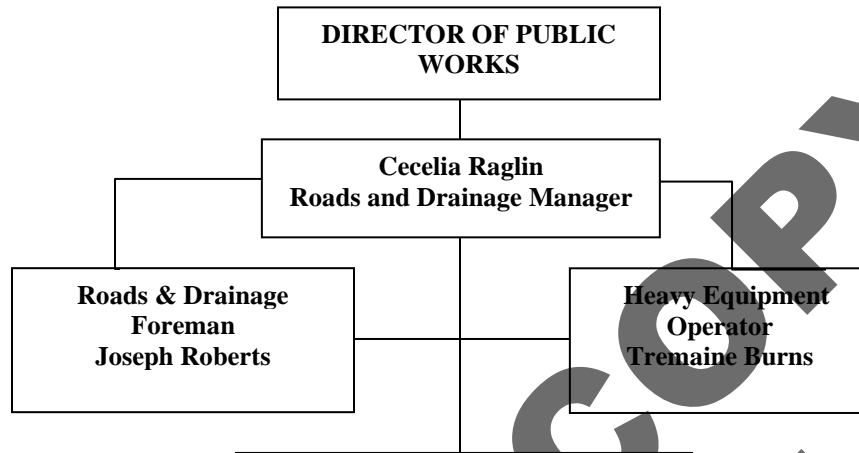 DIRECTOR OF PUBLIC
WORKS
Cecelia Raglin
Roads and Drainage Manager
Roads & Drainage
Foreman
Joseph Roberts
Heavy Equipment
Operator
Tremaine Burns
COPY